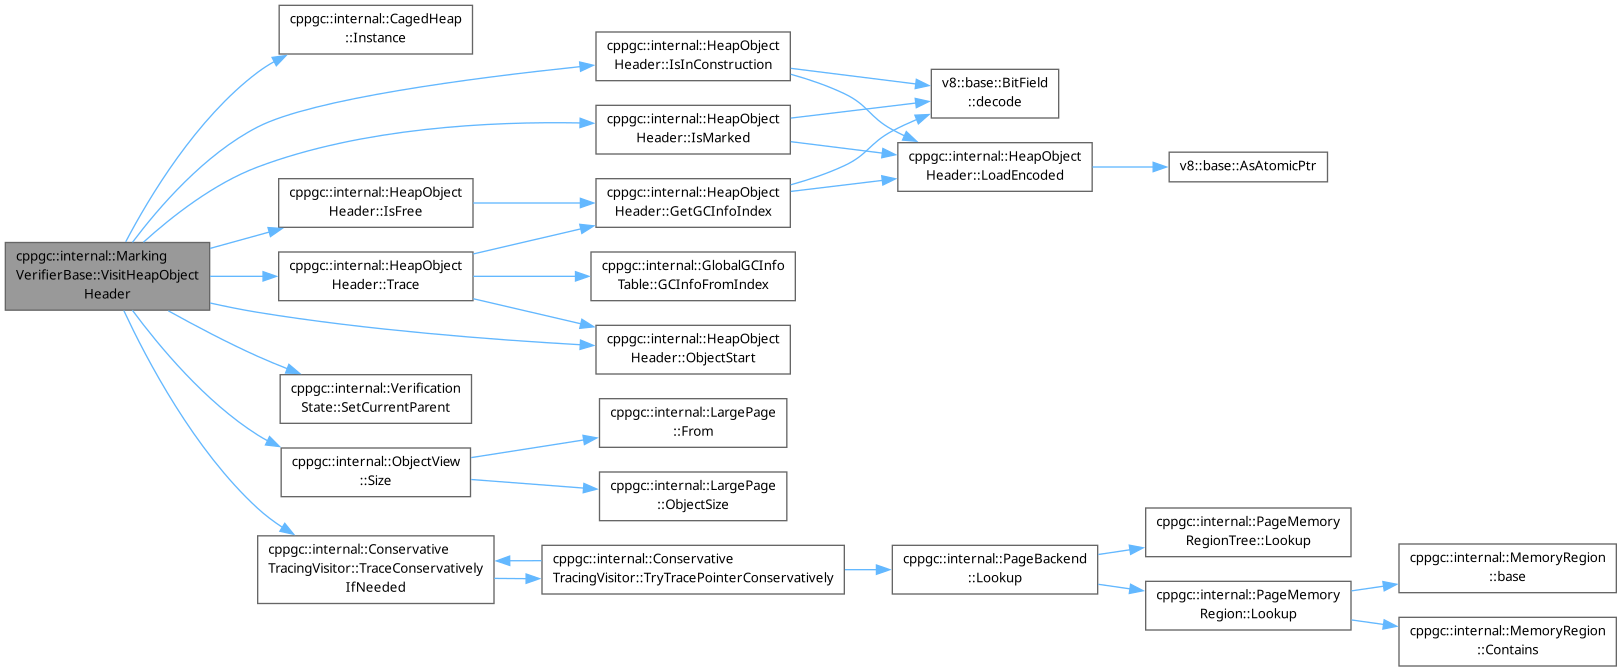 cppgc::internal::Marking
VerifierBase::VisitHeapObject
Header
cppgc::internal::CagedHeap
::Instance
cppgc::internal::HeapObject
Header::IsFree
cppgc::internal::HeapObject
Header::Trace
cppgc::internal::Verification
State::SetCurrentParent
cppgc::internal::ObjectView
::Size
cppgc::internal::Conservative
TracingVisitor::TraceConservatively
IfNeeded
cppgc::internal::HeapObject
Header::IsInConstruction
cppgc::internal::HeapObject
Header::IsMarked
cppgc::internal::HeapObject
Header::GetGCInfoIndex
cppgc::internal::GlobalGCInfo
Table::GCInfoFromIndex
cppgc::internal::HeapObject
Header::ObjectStart
cppgc::internal::LargePage
::From
cppgc::internal::LargePage
::ObjectSize
cppgc::internal::Conservative
TracingVisitor::TryTracePointerConservatively
v8::base::BitField
::decode
cppgc::internal::HeapObject
Header::LoadEncoded
cppgc::internal::PageBackend
::Lookup
v8::base::AsAtomicPtr
cppgc::internal::PageMemory
RegionTree::Lookup
cppgc::internal::PageMemory
Region::Lookup
cppgc::internal::MemoryRegion
::base
cppgc::internal::MemoryRegion
::Contains